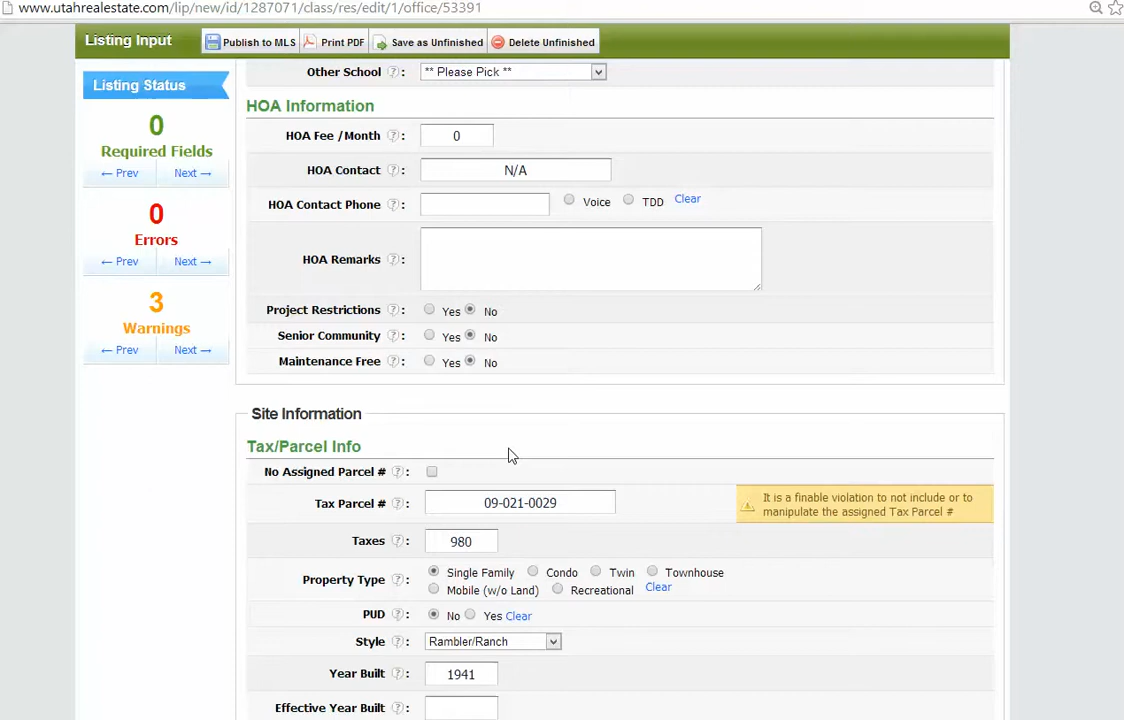 www.utahrealestate.com/lip/new/id/1287071/class/res/edit/1/office/53391
Listing Input
Publish to MLS
Print PDF
Save as Unfinished
Delete Unfinished
Listing Status
0
Required Fields
← Prev
Next →
0
Errors
← Prev
Next →
3
Warnings
← Prev
Next →
Other School ? :
** Please Pick **
HOA Information
HOA Fee /Month ? :
0
HOA Contact ? :
N/A
HOA Contact Phone ? :
Voice
TDD
Clear
HOA Remarks ? :
Project Restrictions ? :
Yes
No
Senior Community ? :
Yes
No
Maintenance Free ? :
Yes
No
Site Information
Tax/Parcel Info
No Assigned Parcel # ? :
Tax Parcel # ? :
09-021-0029
It is a finable violation to not include or to
manipulate the assigned Tax Parcel #
Taxes ? :
980
Property Type ? :
Single Family
Condo
Twin
Townhouse
Mobile (w/o Land)
Recreational
Clear
PUD ? :
No
Yes
Clear
Style ? :
Rambler/Ranch
Year Built ? :
1941
Effective Year Built ? :